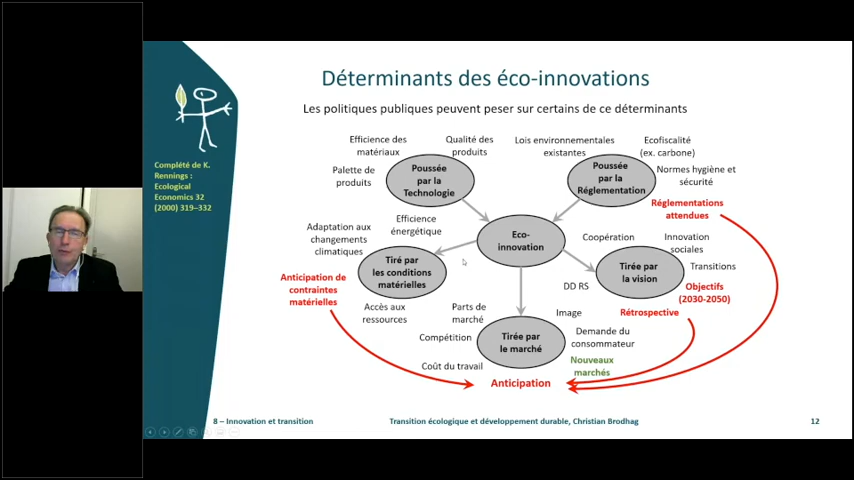 Déterminants des éco-innovations
Les politiques publiques peuvent peser sur certains de ce déterminants
Complété de K.
Rennings :
Ecological
Economics 32
(2000) 319–332
Efficience des
matériaux
Qualité des
produits
Palette de
produits
Poussée
par la
Technologie
Efficience
énergétique
Lois environnementales
existantes
Ecofiscalité
(ex. carbone)
Poussée
par la
Réglementation
Normes hygiène et
sécurité
Réglementations
attendues
Eco-
innovation
Adaptation aux
changements
climatiques
Tiré par
les conditions
matérielles
Anticipation de
contraintes
matérielles
Accès aux
ressources
Coopération
Innovation
sociales
Tirée par
la vision
Transitions
DD RS
Objectifs
(2030-2050)
Image
Rétrospective
Parts de
marché
Compétition
Tirée par
le marché
Demande du
consommateur
Coût du travail
Nouveaux
marchés
Anticipation
8 – Innovation et transition
Transition écologique et développement durable, Christian Brodhag
12